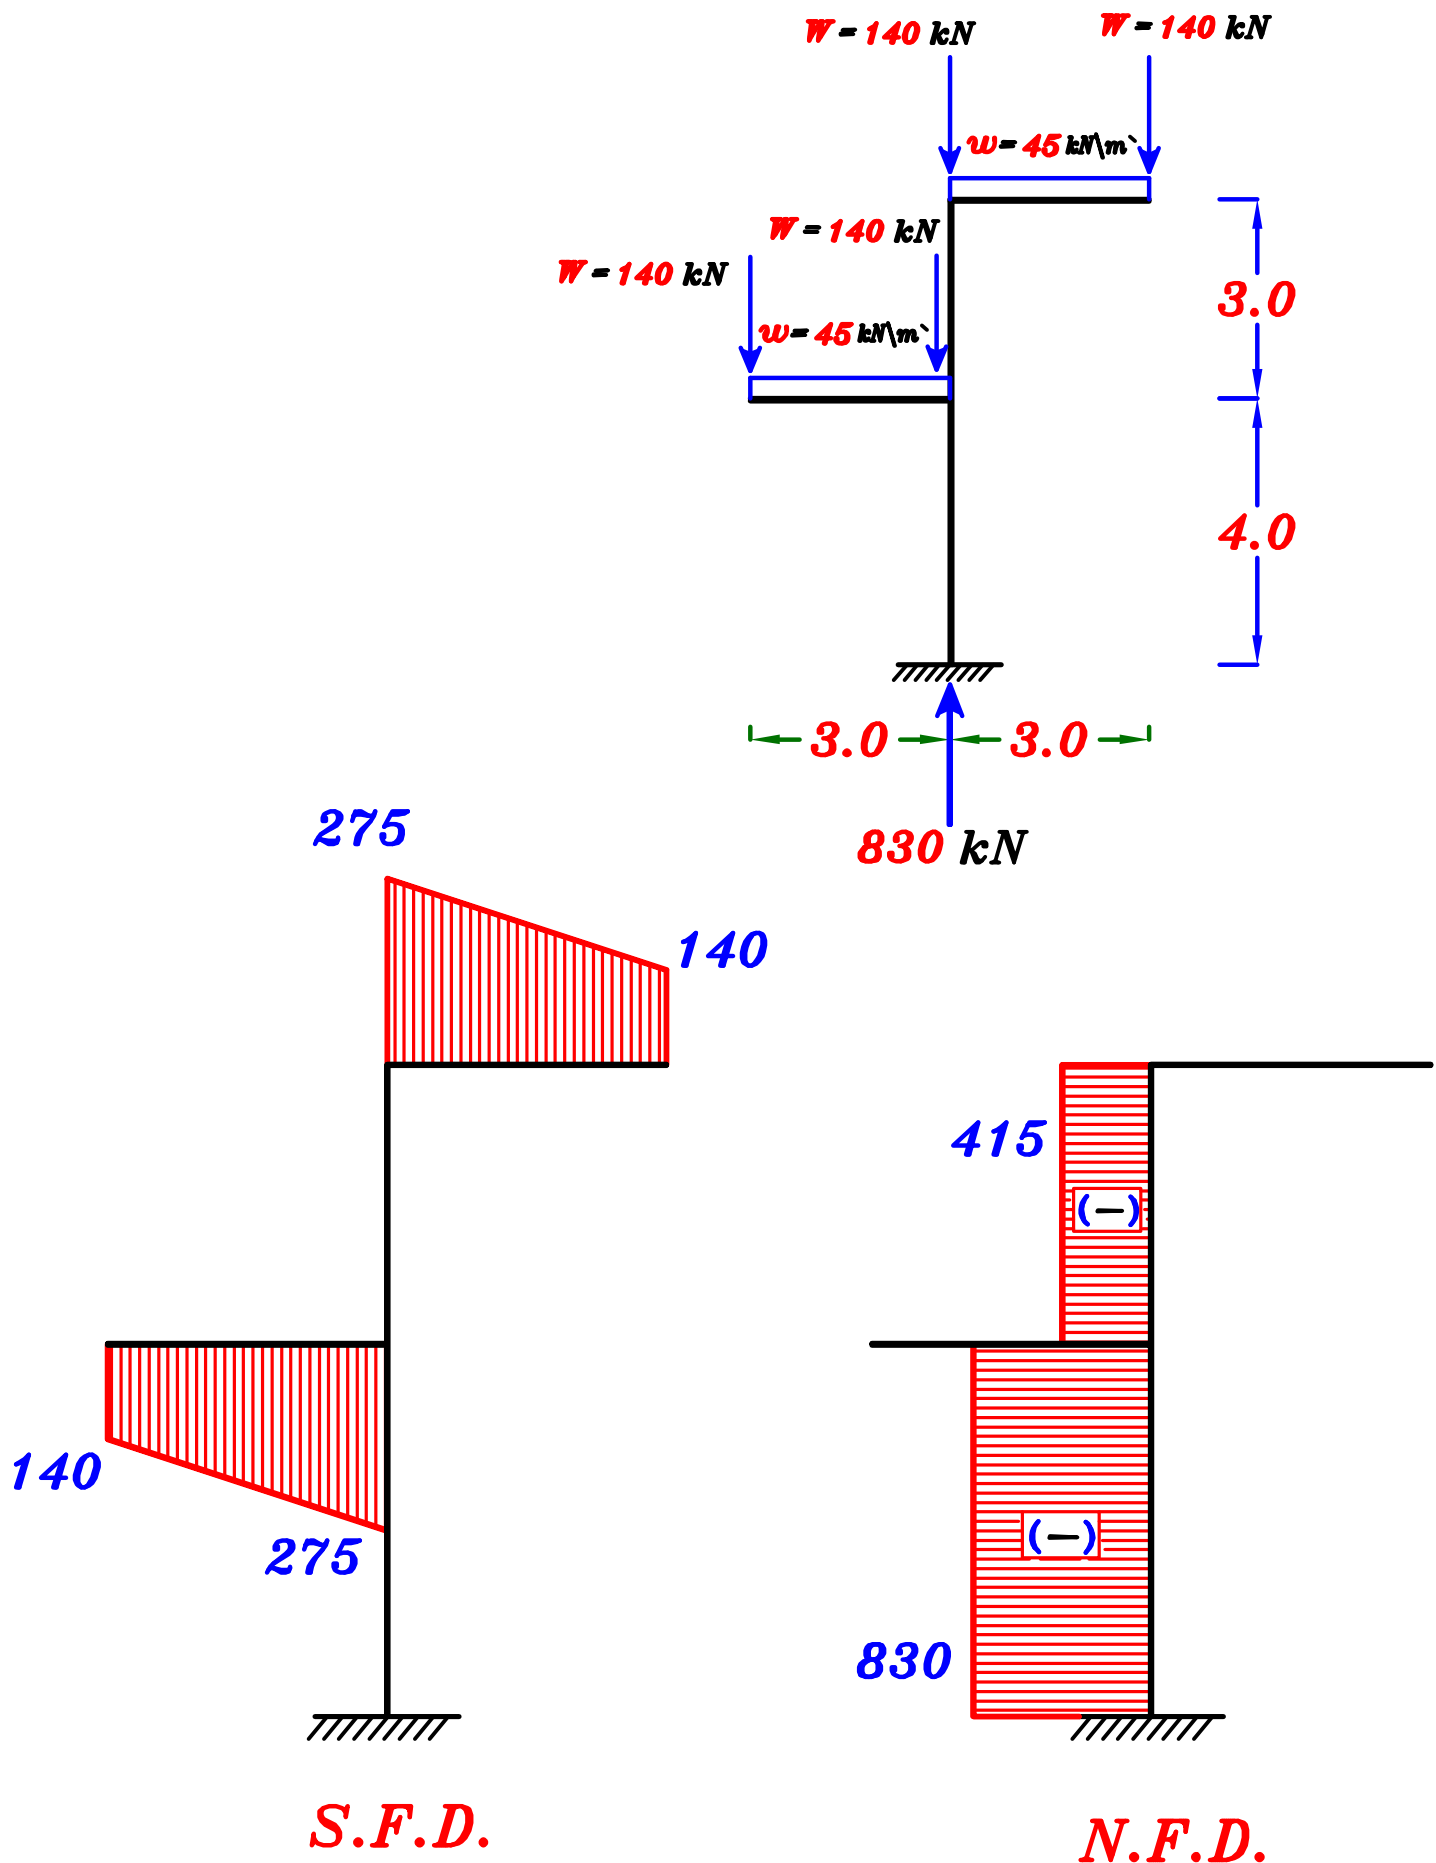 W = 140 kN
W = 140 kN
w = 45 kN\m`
W = 140 kN
W = 140 kN
w = 45 kN\m`
3.0
4.0
3.0
3.0
830 kN
275
140
140
275
S.F.D.
415
(-)
(-)
830
N.F.D.